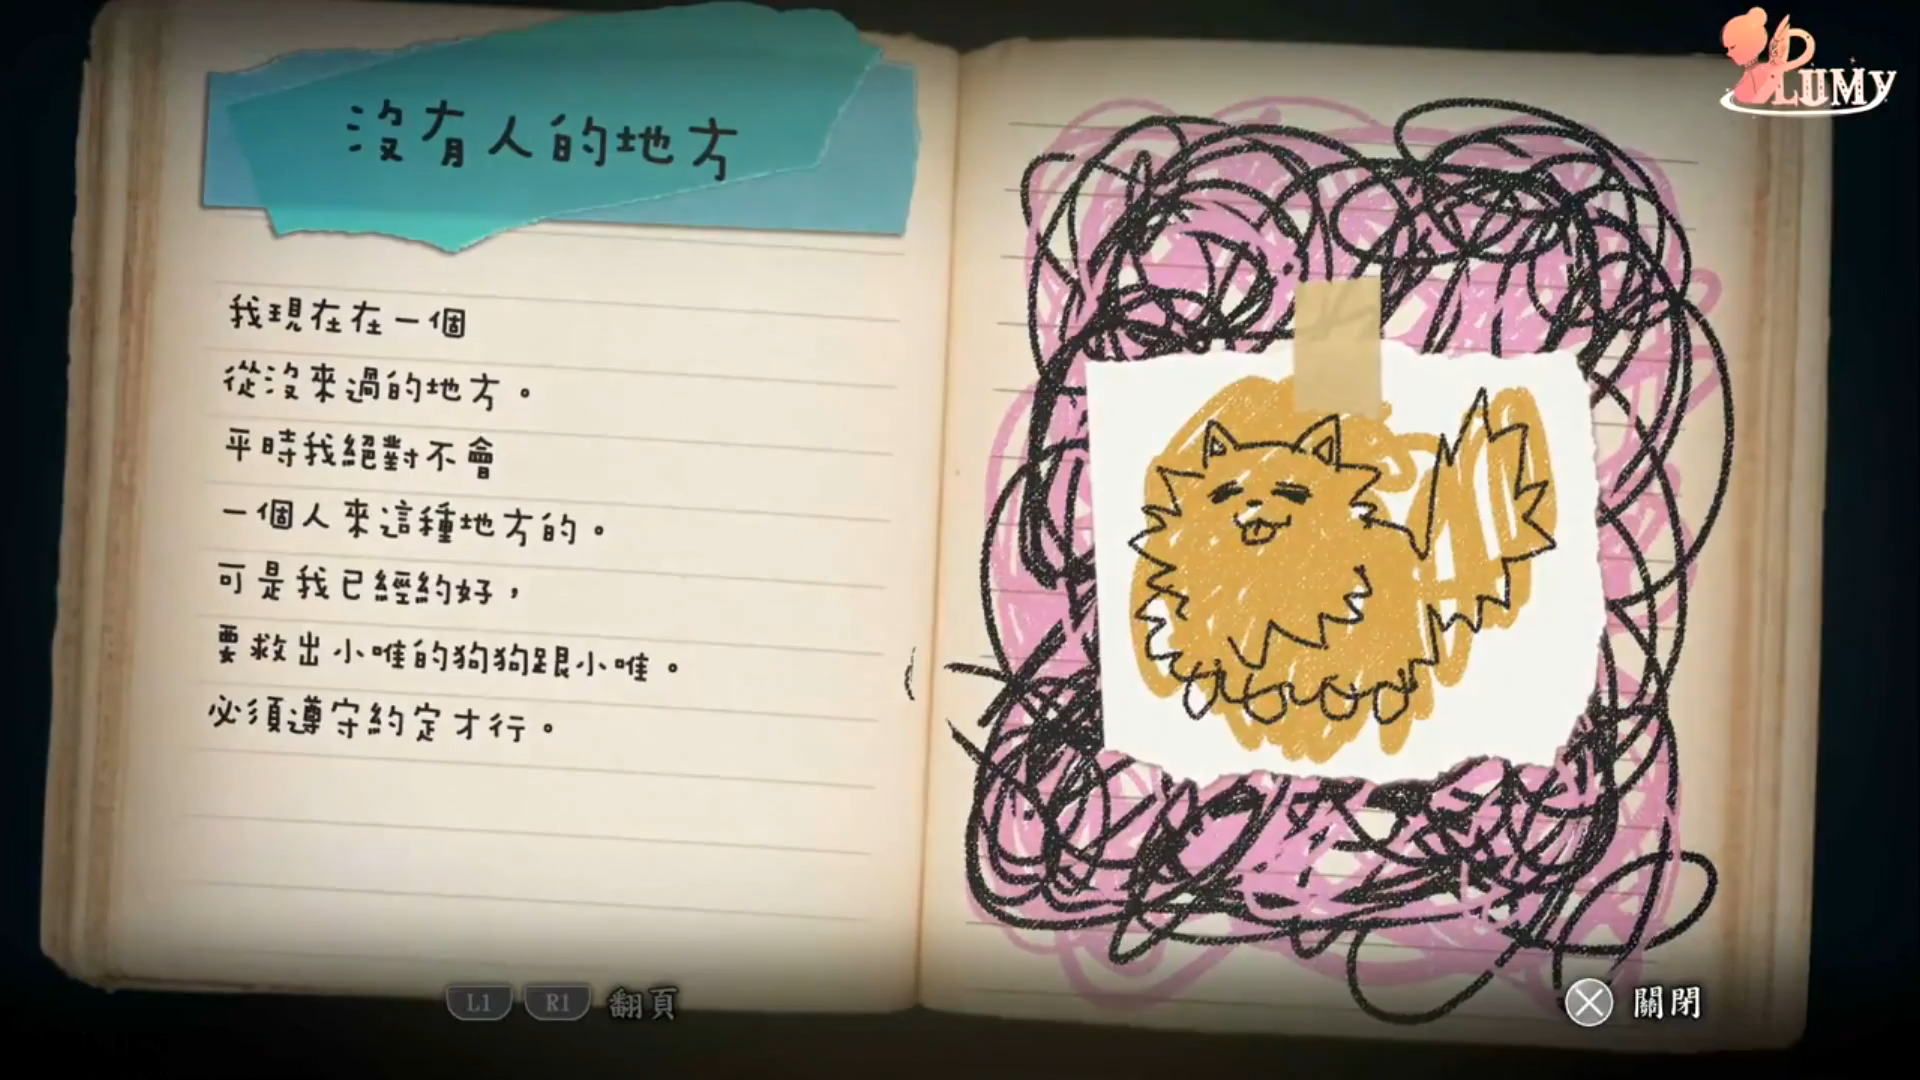 沒有人的地方
我現在在一個
從沒來過的地方。
平時我絕對不會
一個人來這種地方的。
可是我已經約好，
要救出小唯的狗狗跟小唯。
必須遵守約定才行。
L1 R1 翻頁
關閉
PLUMY